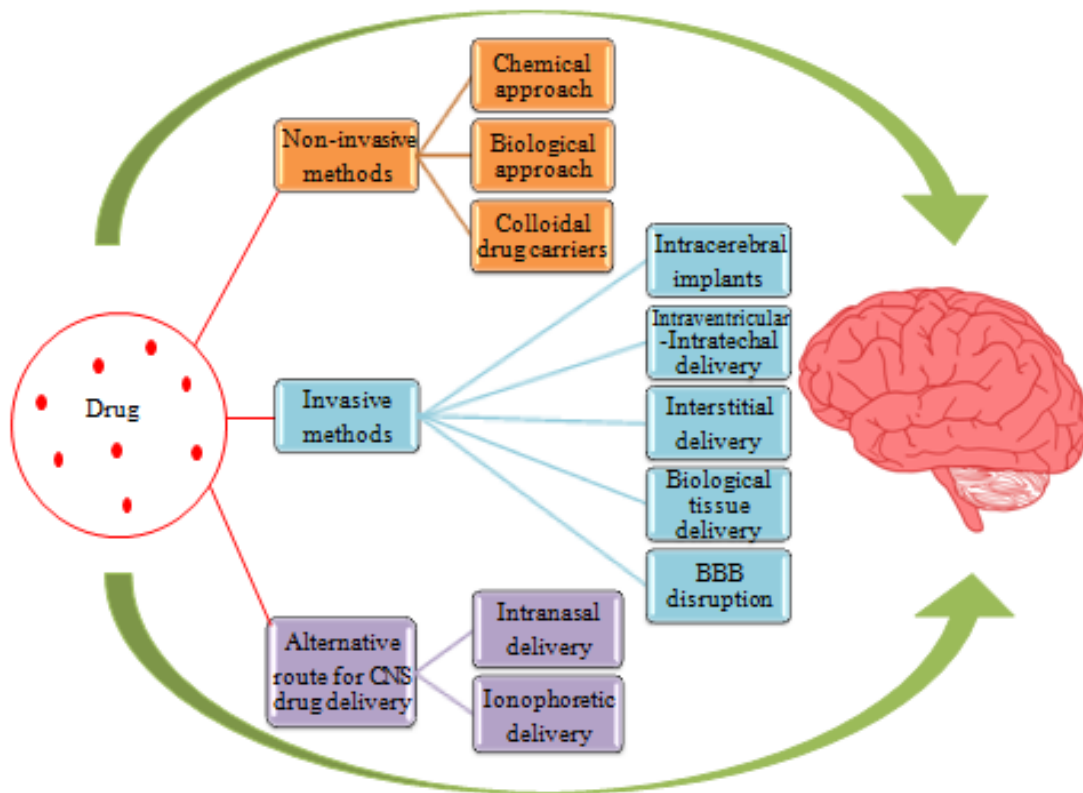 Chemical
approach
Non-invasive
methods
Biological
approach
Colloidal
drug carriers
Intracerebral
implants
Intraventricular
-Intratechal
delivery
Drug
Invasive
methods
Interstitial
delivery
Biological
tissue
delivery
BBB
disruption
Alternative
route for CNS
drug delivery
Intranasal
delivery
Ionophoretic
delivery